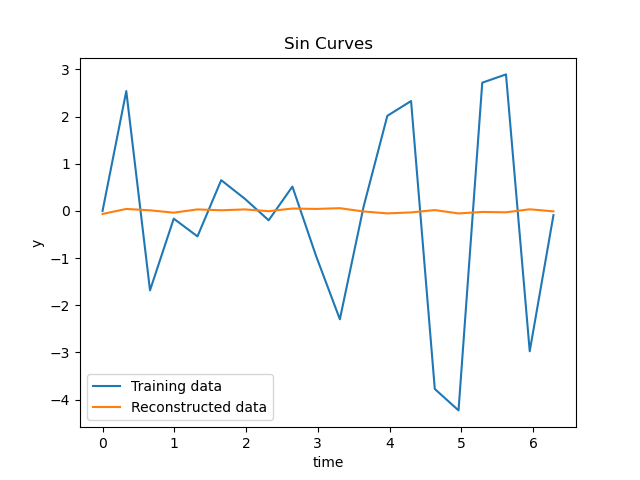 Sin Curves
3
2
1
0
−1
−2
−3
−4
y
0 1 2 3 4 5 6
time
Training data
Reconstructed data